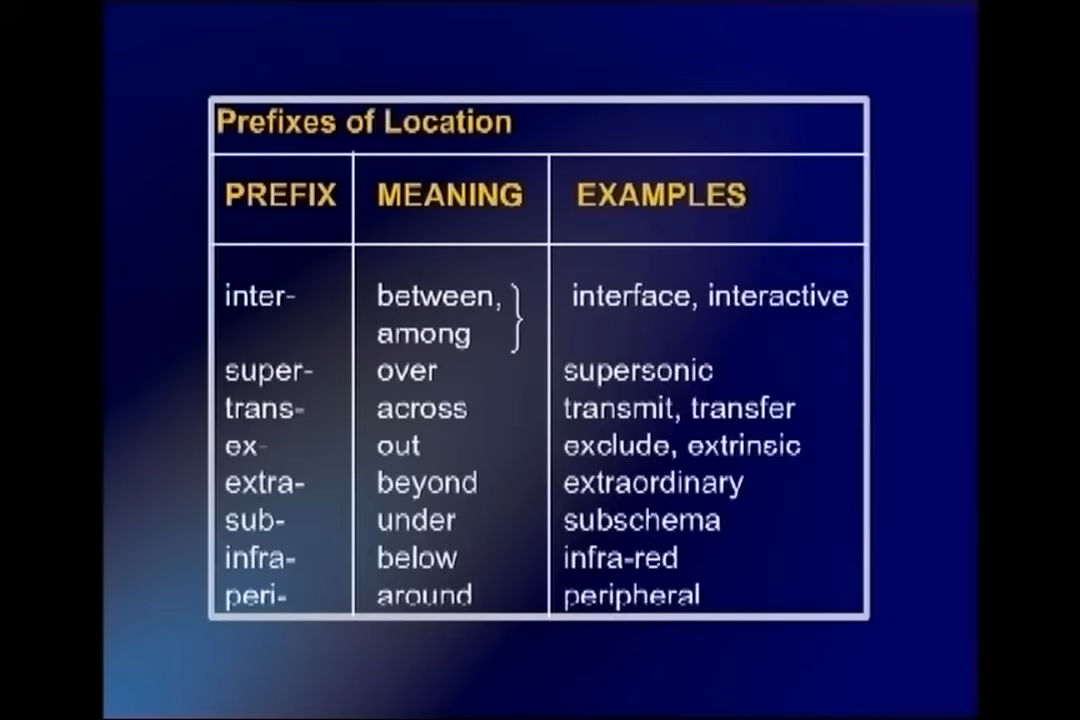 Prefixes of Location
PREFIX MEANING EXAMPLES
inter- between, interface, interactive
among
super- over supersonic
trans- across transmit, transfer
ex- out exclude, extrinsic
extra- beyond extraordinary
sub- under subschema
infra- below infra-red
peri- around peripheral